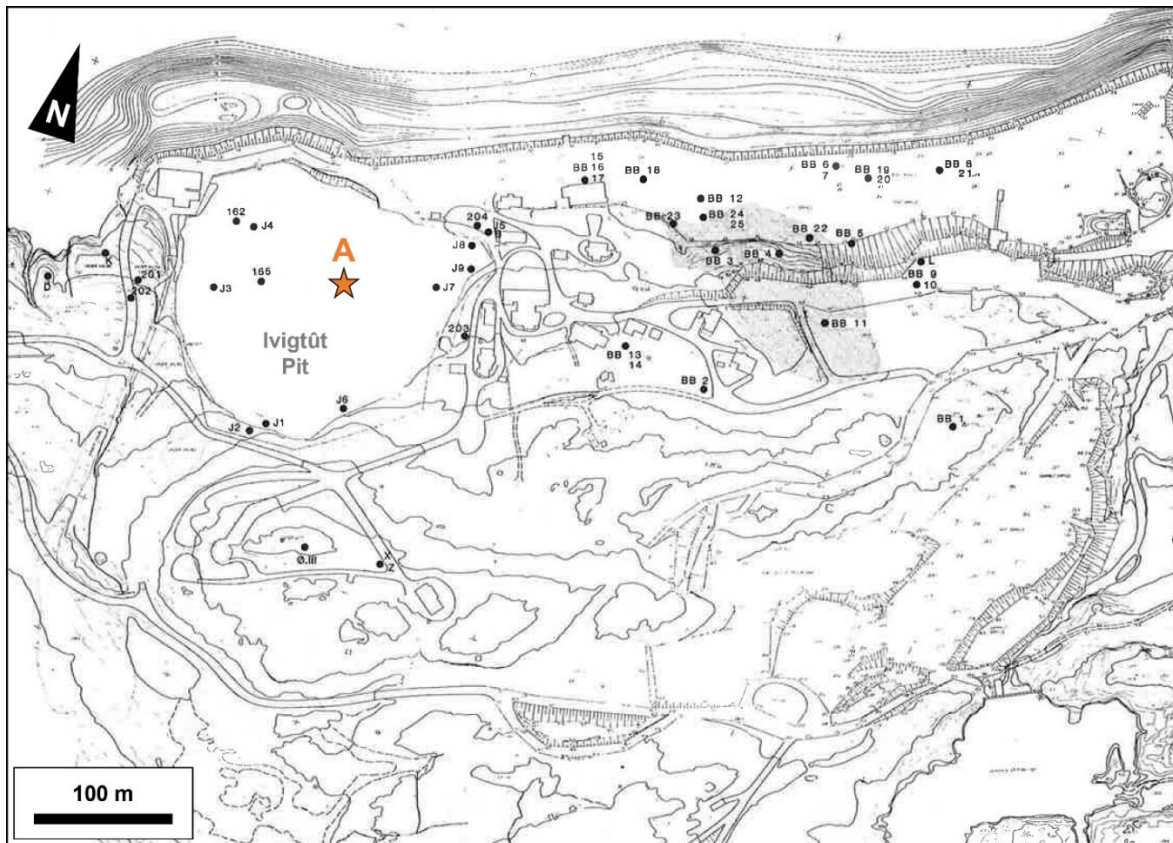 N
15
BB 16
17
BB 18
BB 6
7
BB 19
20
BB 8
21
BB 12
162
J4
204
J5
B
BB 23
BB 24
25
BB 22
BB 5
K
J8
A
BB 3
BB 4
L
D
201
165
J9
BB 9
10
202
J3
J7
BB 11
Ivigtût
Pit
203
BB 13
14
BB 2
J6
J1
J2
BB 1
Ø.III
X
Z
100 m